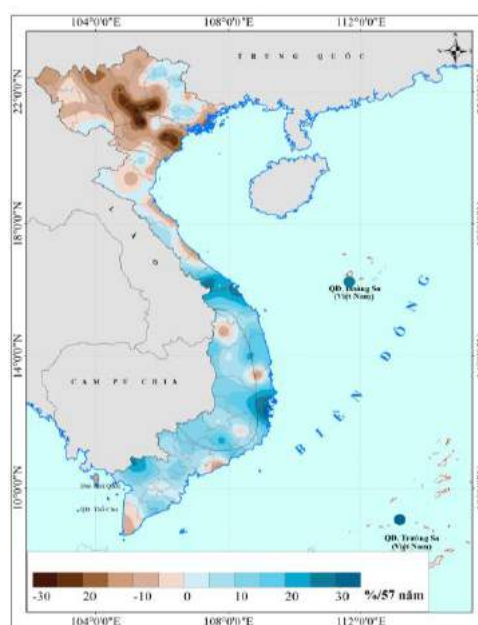 104°0'0"E 108°0'0"E 112°0'0"E
TRUNG QUỐC
22°0'0"N
LÀO
18°0'0"N
QĐ. Hoàng Sa
(Việt Nam)
BIỂN ĐÔNG
14°0'0"N
CAM PU CHIA
10°0'0"N
QĐ. Trường Sa
(Việt Nam)
-30 20 -10 0 10 20 30 %/57 năm
104°0'0"E 108°0'0"E 112°0'0"E